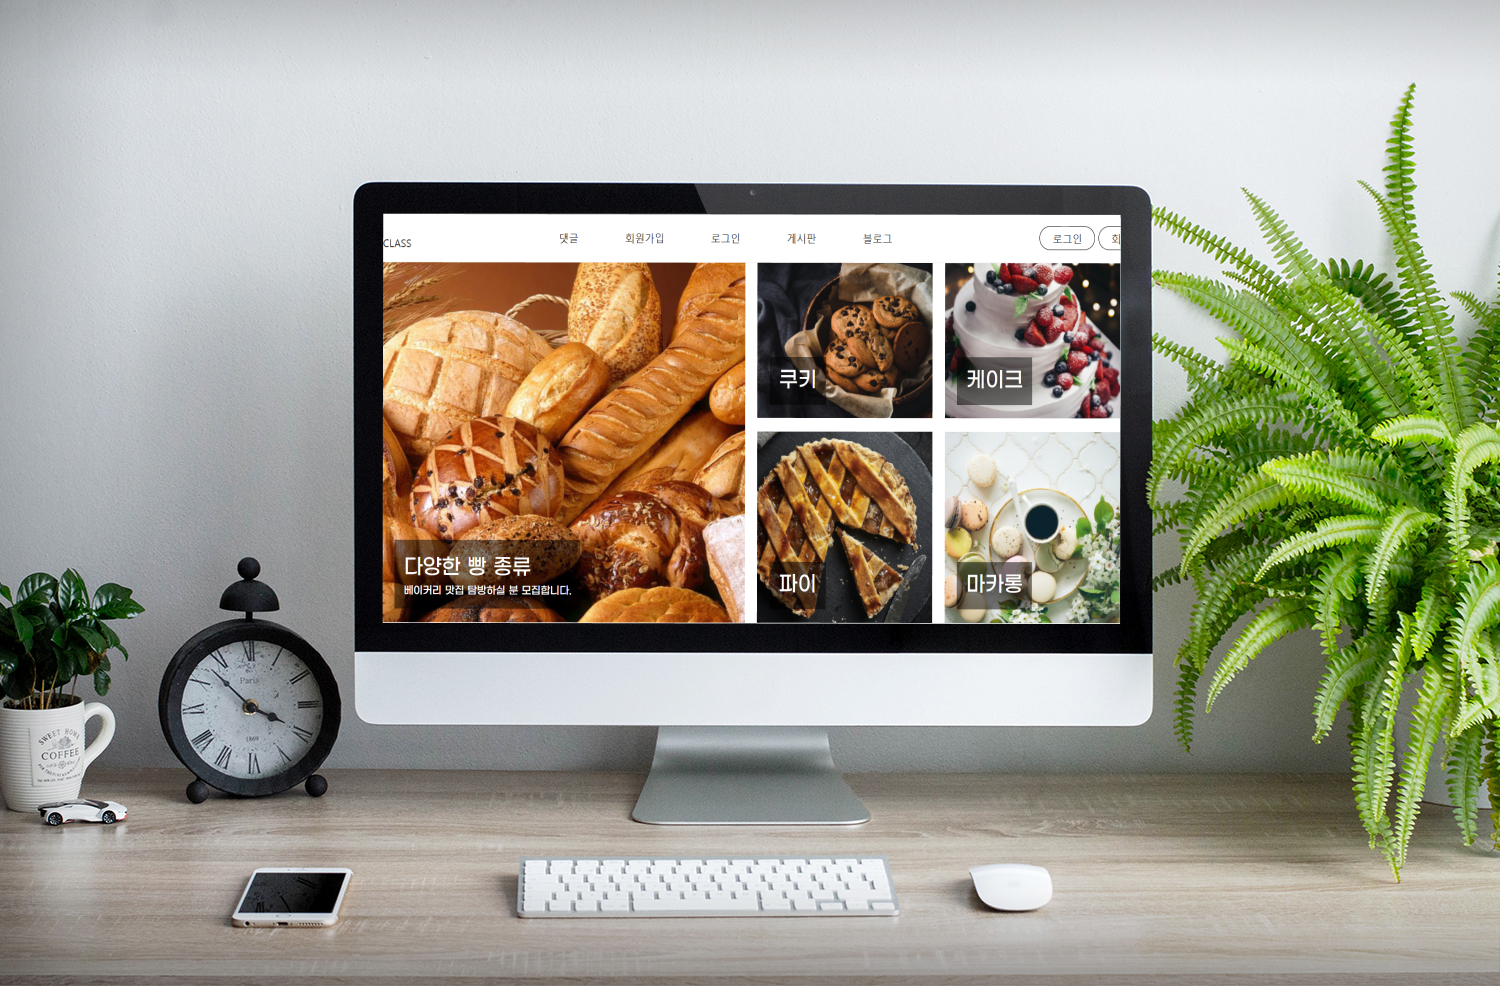 CLASS
댓글
회원가입
로그인
게시판
블로그
로그인
회
쿠키
케이크
다양한 빵 종류
베이커리 맛집 탐방하실 분 모집합니다.
파이
마카롱
Paris
1869
SWEET HOME
COFFEE